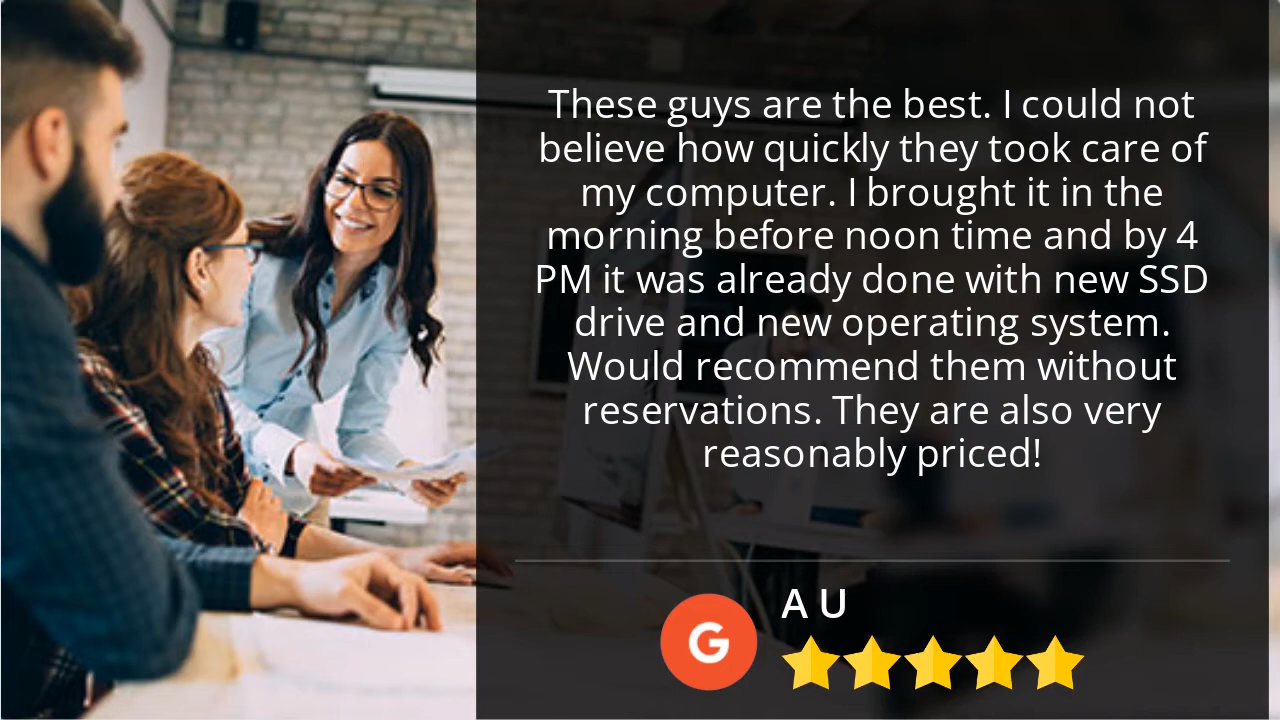 These guys are the best. I could not
believe how quickly they took care of
my computer. I brought it in the
morning before noon time and by 4
PM it was already done with new SSD
drive and new operating system.
Would recommend them without
reservations. They are also very
reasonably priced!
A U
G